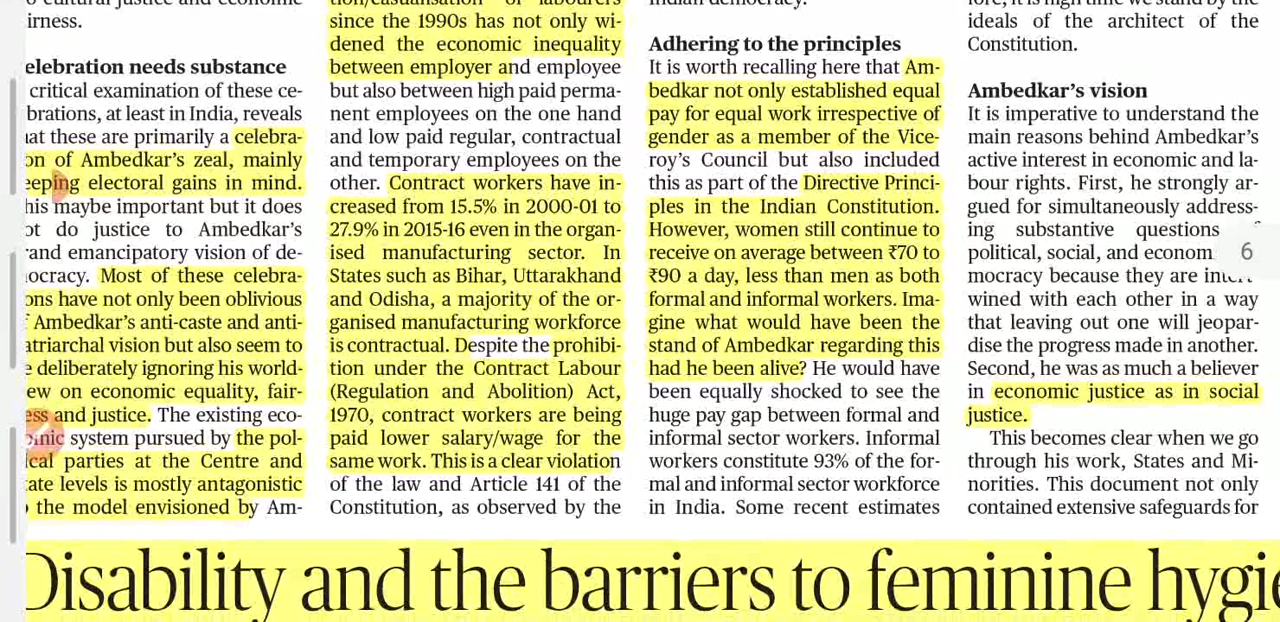 irness.
elebration needs substance
critical examination of these ce-
brations, at least in India, reveals
at these are primarily a celebra-
on of Ambedkar's zeal, mainly
eeping electoral gains in mind.
his maybe important but it does
ot do justice to Ambedkar's
rand emancipatory vision of de-
ocracy. Most of these celebra-
ons have not only been oblivious
f Ambedkar's anti-caste and anti-
atriarchal vision but also seem to
e deliberately ignoring his world-
ew on economic equality, fair-
ess and justice. The existing eco-
omic system pursued by the pol-
ical parties at the Centre and
ate levels is mostly antagonistic
the model envisioned by Am-
since the 1990s has not only wi-
dened the economic inequality
between employer and employee
but also between high paid perma-
nent employees on the one hand
and low paid regular, contractual
and temporary employees on the
other. Contract workers have in-
creased from 15.5% in 2000-01 to
27.9% in 2015-16 even in the organ-
ised manufacturing sector. In
States such as Bihar, Uttarakhand
and Odisha, a majority of the or-
ganised manufacturing workforce
is contractual. Despite the prohibi-
tion under the Contract Labour
(Regulation and Abolition) Act,
1970, contract workers are being
paid lower salary/wage for the
same work. This is a clear violation
of the law and Article 141 of the
Constitution, as observed by the
Adhering to the principles
It is worth recalling here that Am-
bedkar not only established equal
pay for equal work irrespective of
gender as a member of the Vice-
roy's Council but also included
this as part of the Directive Princi-
ples in the Indian Constitution.
However, women still continue to
receive on average between ₹70 to
₹90 a day, less than men as both
formal and informal workers. Ima-
gine what would have been the
stand of Ambedkar regarding this
had he been alive? He would have
been equally shocked to see the
huge pay gap between formal and
informal sector workers. Informal
workers constitute 93% of the for-
mal and informal sector workforce
in India. Some recent estimates
ideals of the architect of the
Constitution.
Ambedkar's vision
It is imperative to understand the
main reasons behind Ambedkar's
active interest in economic and la-
bour rights. First, he strongly ar-
gued for simultaneously address-
ing substantive questions
political, social, and econom
mocracy because they are
wined with each other in a way
that leaving out one will jeopar-
dise the progress made in another.
Second, he was as much a believer
in economic justice as in social
justice.
This becomes clear when we go
through his work, States and Mi-
norities. This document not only
contained extensive safeguards for
6
Disability and the barriers to feminine hygie